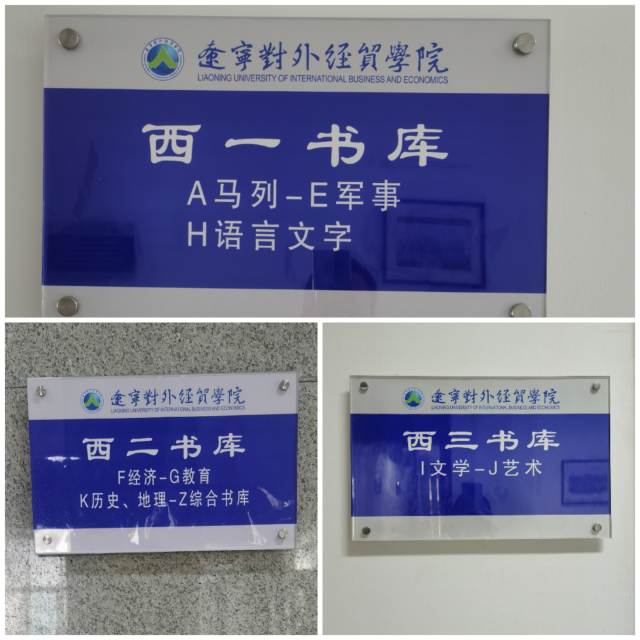 遼寧對外經貿學院
LIAONING UNIVERSITY OF INTERNATIONAL BUSINESS AND ECONOMICS
西一书库
A马列-E军事
H语言文字
遼寧對外經貿學院
LIAONING UNIVERSITY OF INTERNATIONAL BUSINESS AND ECONOMICS
西二书库
F经济-G教育
K历史、地理-Z综合书库
遼寧對外經貿學院
LIAONING UNIVERSITY OF INTERNATIONAL BUSINESS AND ECONOMICS
西三书库
I文学-J艺术